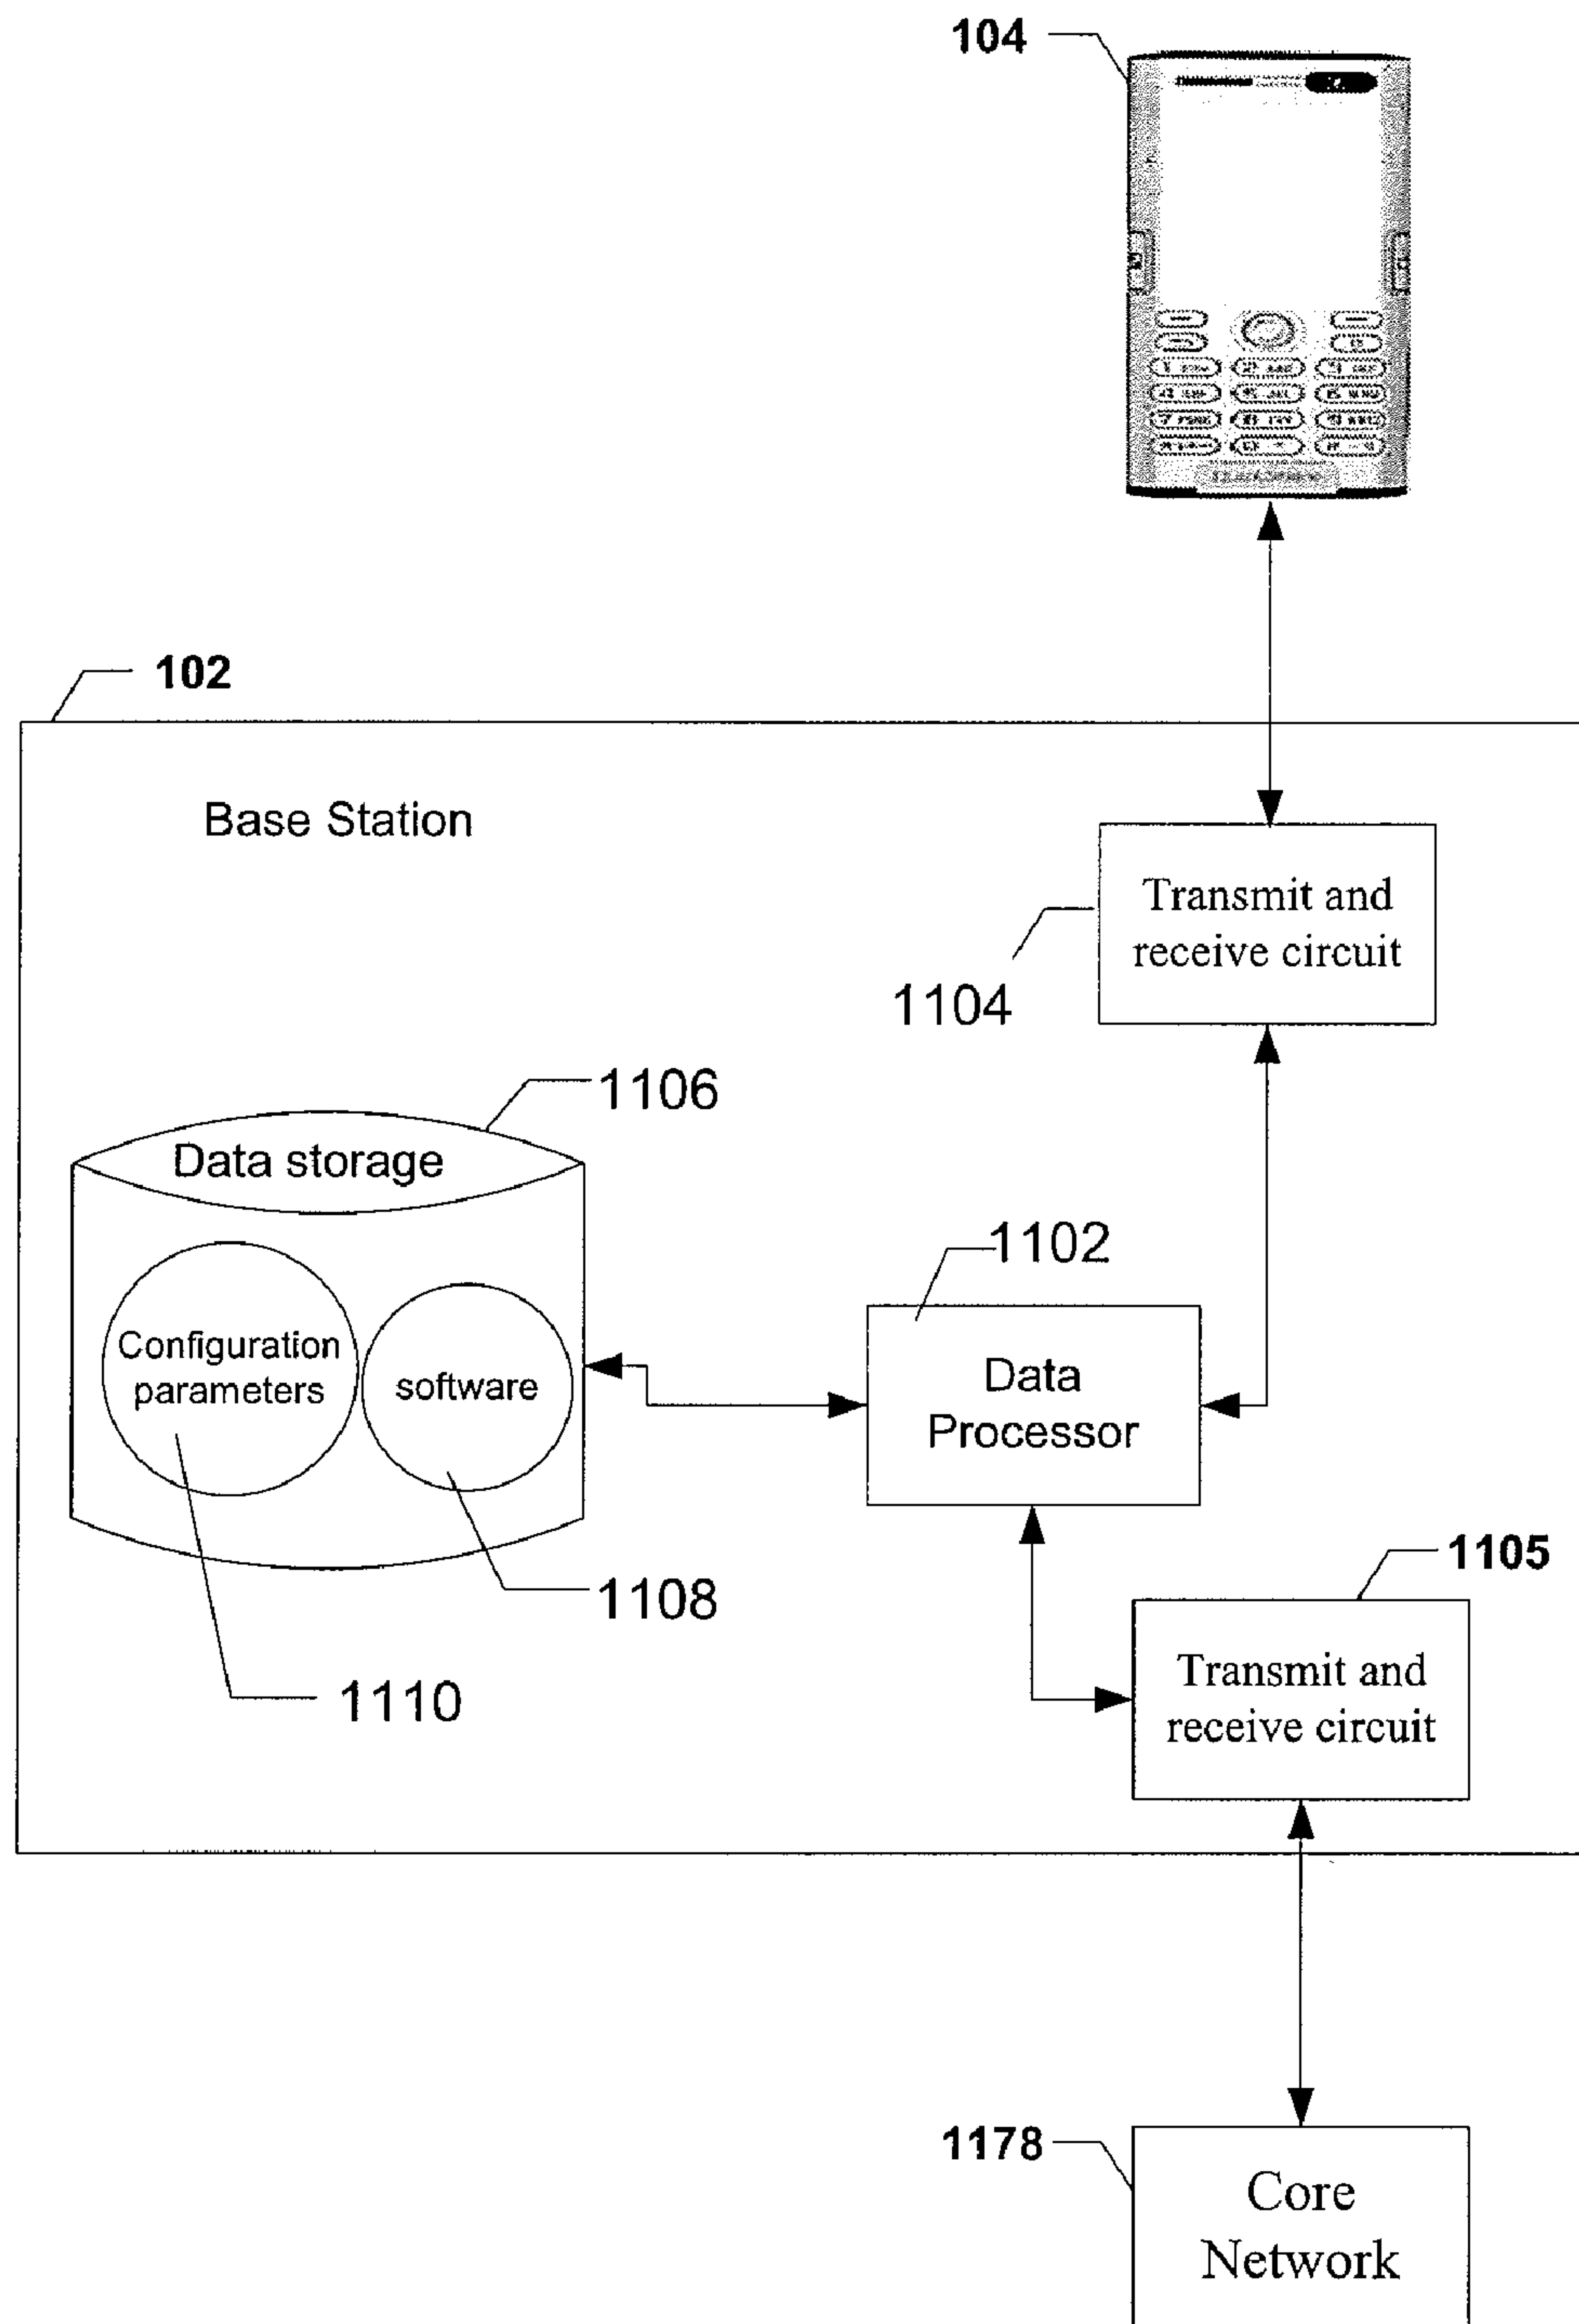 104
102
Base Station
Transmit and
receive circuit
1104
1106
Data storage
1102
Configuration
parameters
software
Data
Processor
1105
1108
Transmit and
receive circuit
1110
1178
Core
Network